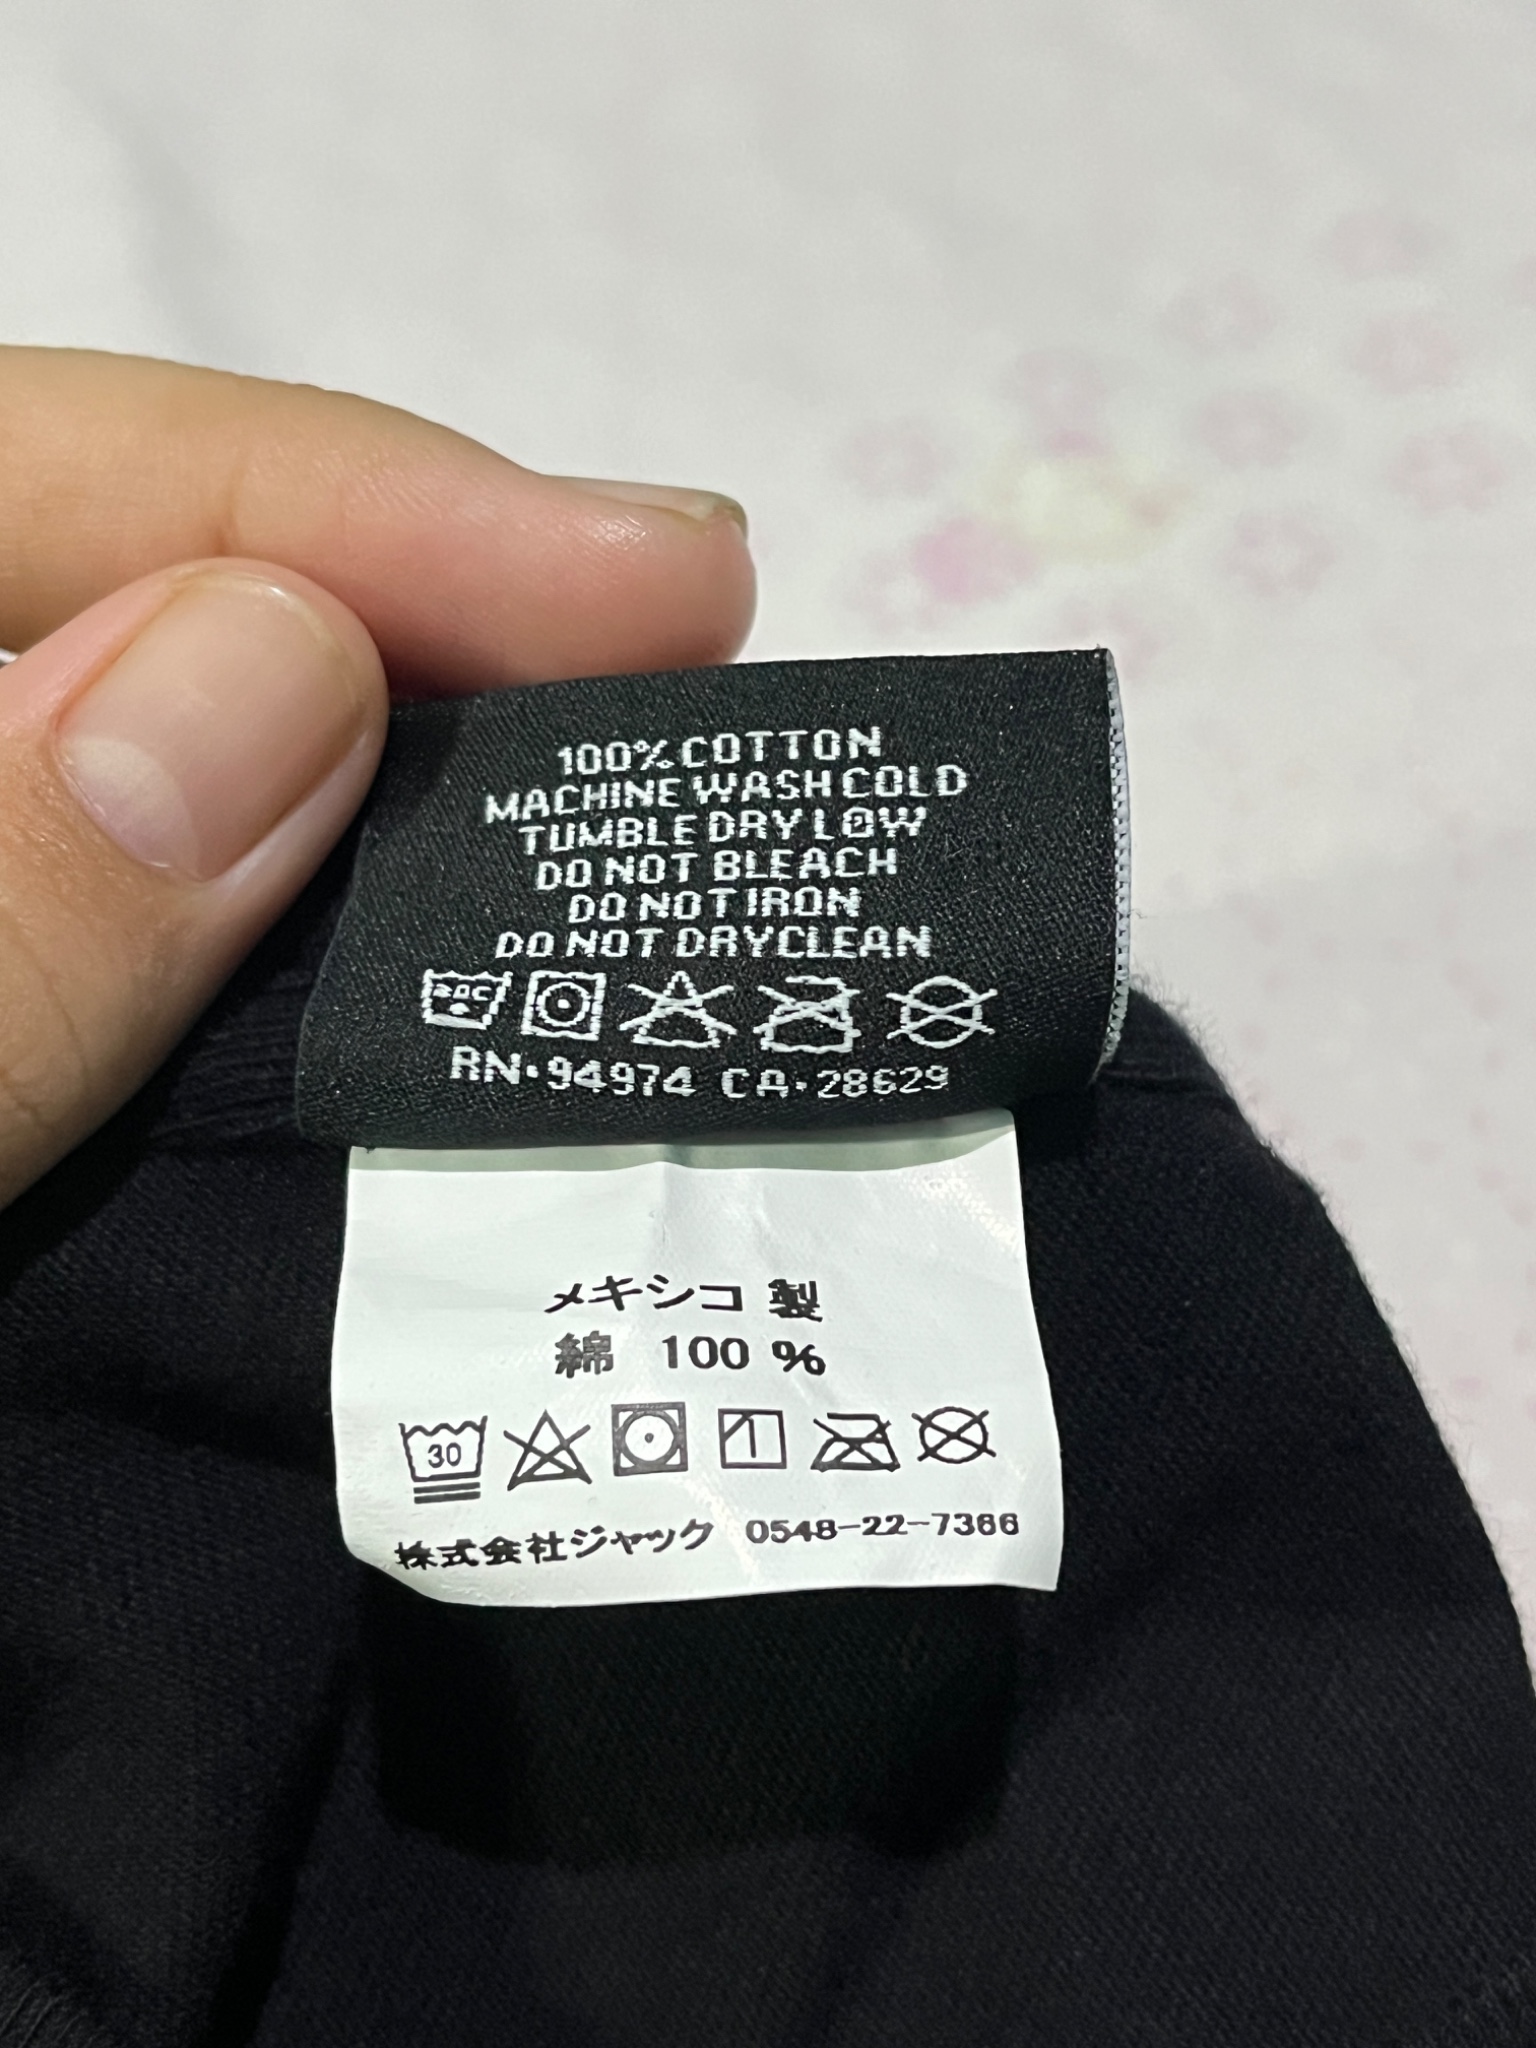 100% COTTON
MACHINE WASH COLD
TUMBLE DRY LOW
DO NOT BLEACH
DO NOT IRON
DO NOT DRYCLEAN
RN·94974 CA·28629
メキシコ 製
綿 100 %
30
株式会社ジャック 0548-22-7366